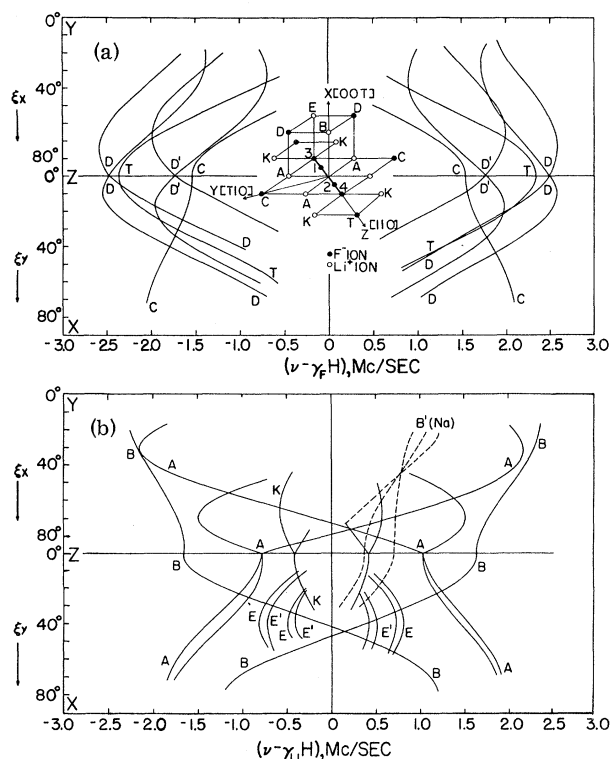 (a)
0°
Y
40°
ξx
80°
0°
Z
40°
ξy
80°
X
X[001̄]
E
D
D
B
K
K
3
A
C
1
A
2
4
K
Y[1̄10]
C
A
K
T
Z
[110]
F⁻ION
Li⁺ION
D
T
D'
C
D
D'
D
T
C
D
D
C
D'
T
D
D'
D
T
D
C
D
D
-3.0 -2.5 -2.0 -1.5 -1.0 -0.5 0 0.5 1.0 1.5 2.0 2.5 3.0
(ν-γFH),Mc/SEC
(b)
0°
Y
40°
ξx
80°
0°
Z
40°
ξy
80°
X
B'(Na)
B
A
K
A
B
A
A
B
B
K
E
E'
E
E'
E'
E
A
B
B
A
-3.0 -2.5 -2.0 -1.5 -1.0 -0.5 0 0.5 1.0 1.5 2.0 2.5 3.0
(ν-γLiH),Mc/SEC